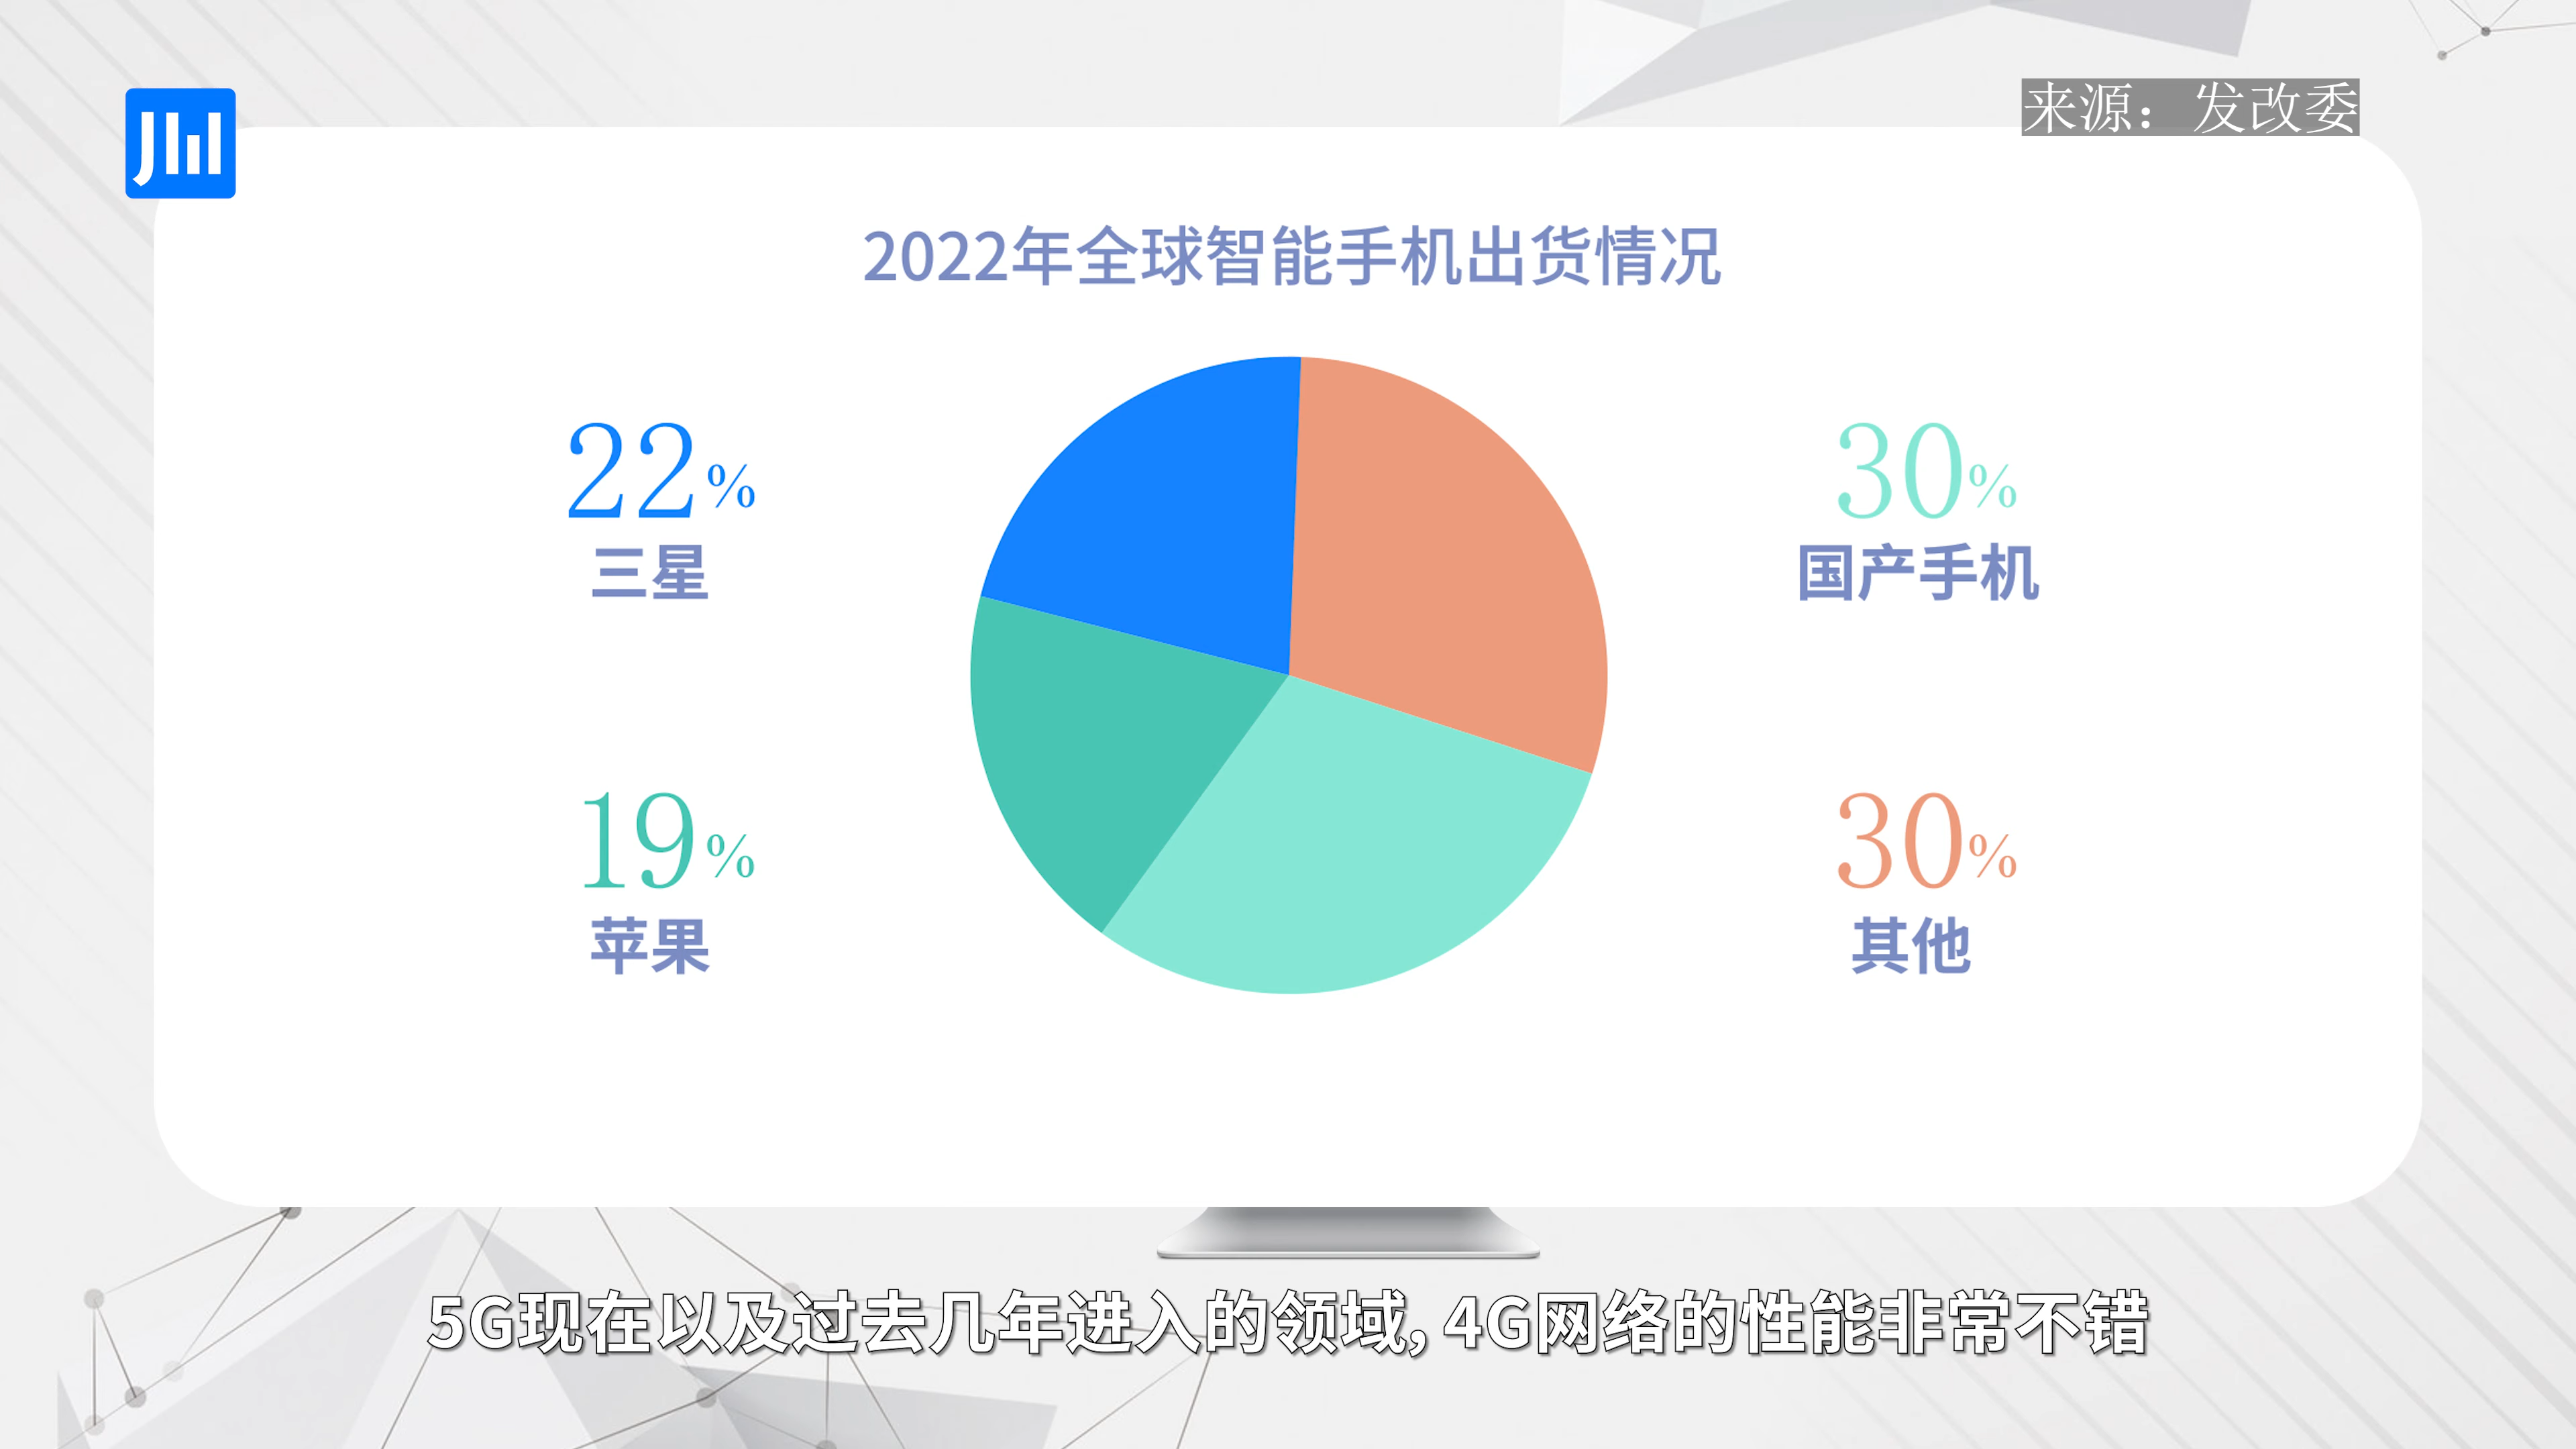 来源：发改委
2022年全球智能手机出货情况
22%
三星
30%
国产手机
19%
苹果
30%
其他
5G现在以及过去几年进入的领域, 4G网络的性能非常不错